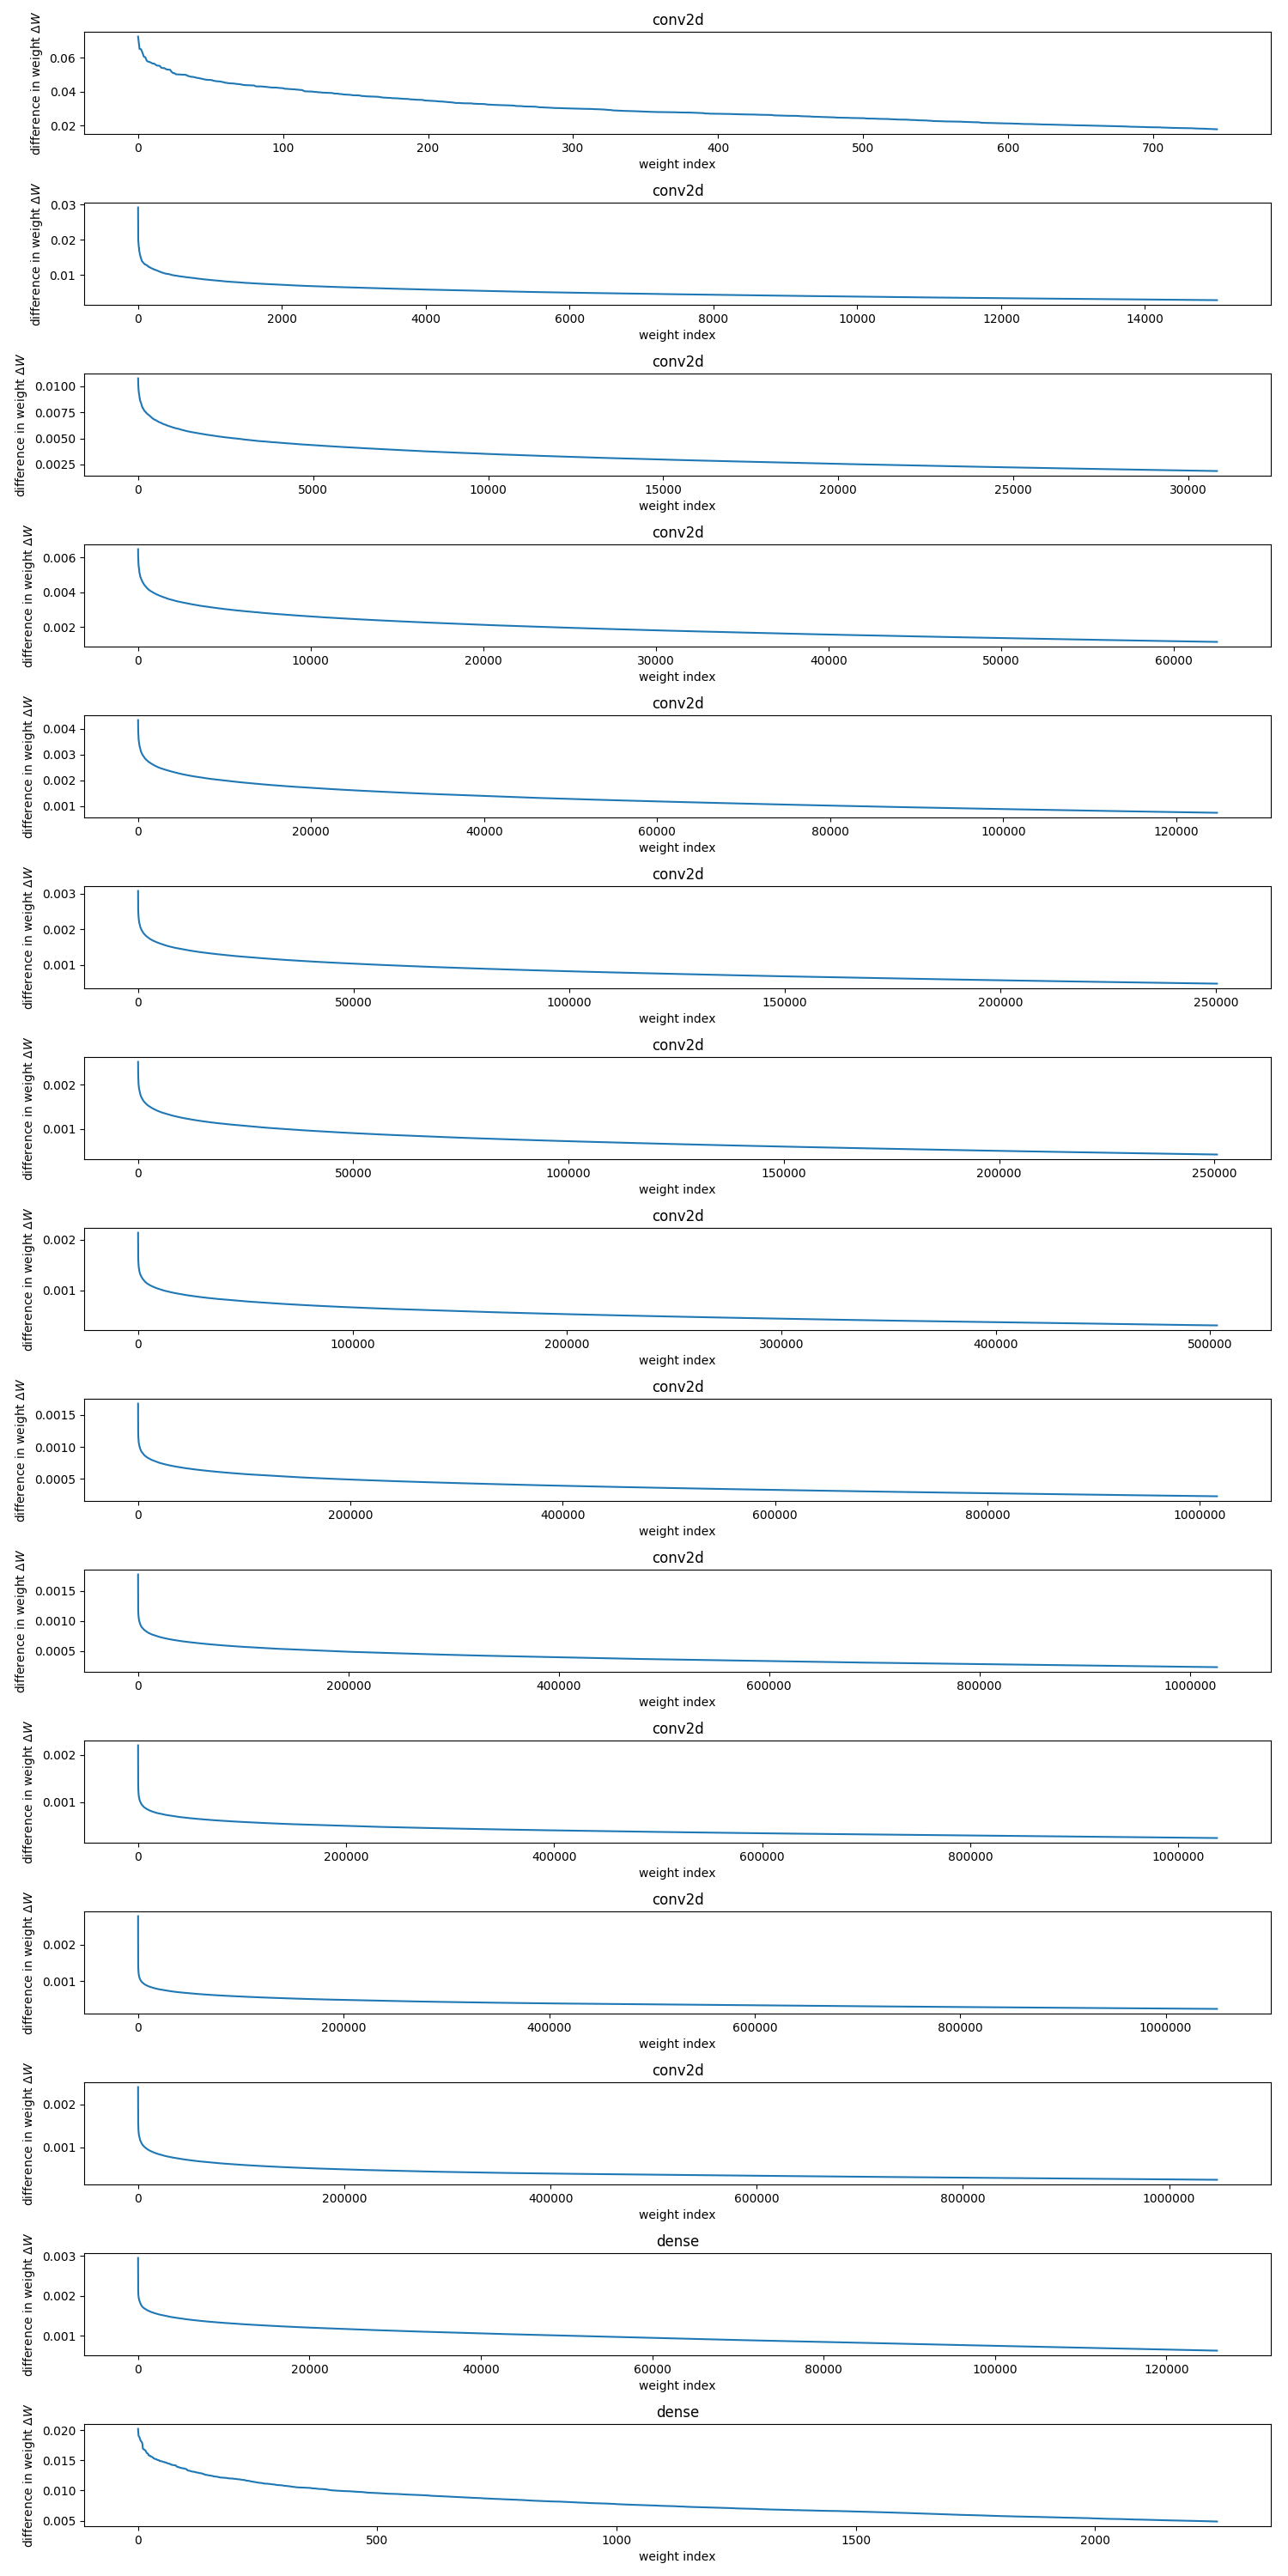 conv2d
difference in weight ΔW
0.06
0.04
0.02
0 100 200 300 400 500 600 700
weight index
conv2d
difference in weight ΔW
0.03
0.02
0.01
0 2000 4000 6000 8000 10000 12000 14000
weight index
conv2d
difference in weight ΔW
0.0100
0.0075
0.0050
0.0025
0 5000 10000 15000 20000 25000 30000
weight index
conv2d
difference in weight ΔW
0.006
0.004
0.002
0 10000 20000 30000 40000 50000 60000
weight index
conv2d
difference in weight ΔW
0.004
0.003
0.002
0.001
0 20000 40000 60000 80000 100000 120000
weight index
conv2d
difference in weight ΔW
0.003
0.002
0.001
0 50000 100000 150000 200000 250000
weight index
conv2d
difference in weight ΔW
0.002
0.001
0 50000 100000 150000 200000 250000
weight index
conv2d
difference in weight ΔW
0.002
0.001
0 100000 200000 300000 400000 500000
weight index
conv2d
difference in weight ΔW
0.0015
0.0010
0.0005
0 200000 400000 600000 800000 1000000
weight index
conv2d
difference in weight ΔW
0.0015
0.0010
0.0005
0 200000 400000 600000 800000 1000000
weight index
conv2d
difference in weight ΔW
0.002
0.001
0 200000 400000 600000 800000 1000000
weight index
conv2d
difference in weight ΔW
0.002
0.001
0 200000 400000 600000 800000 1000000
weight index
conv2d
difference in weight ΔW
0.002
0.001
0 200000 400000 600000 800000 1000000
weight index
dense
difference in weight ΔW
0.003
0.002
0.001
0 20000 40000 60000 80000 100000 120000
weight index
dense
difference in weight ΔW
0.020
0.015
0.010
0.005
0 500 1000 1500 2000
weight index